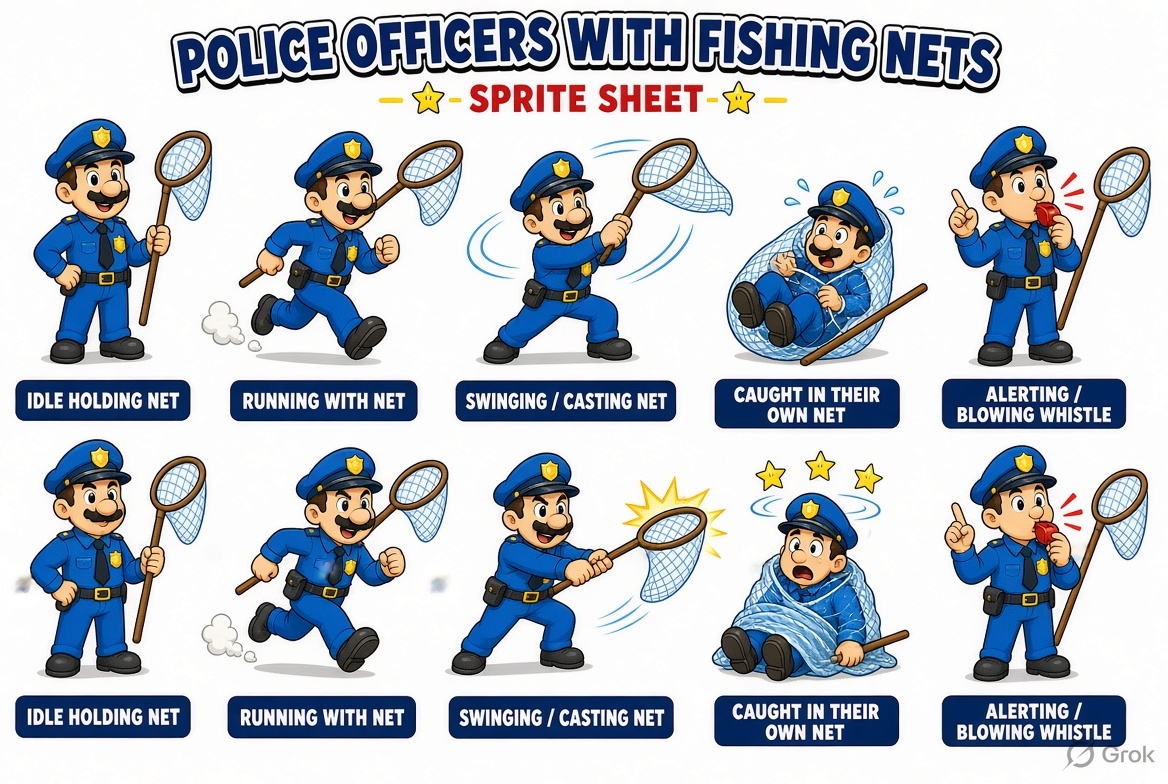 POLICE OFFICERS WITH FISHING NETS
SPRITE SHEET
IDLE HOLDING NET
RUNNING WITH NET
SWINGING / CASTING NET
CAUGHT IN THEIR
OWN NET
ALERTING /
BLOWING WHISTLE
IDLE HOLDING NET
RUNNING WITH NET
SWINGING / CASTING NET
CAUGHT IN THEIR
OWN NET
ALERTING /
BLOWING WHISTLE
Grok